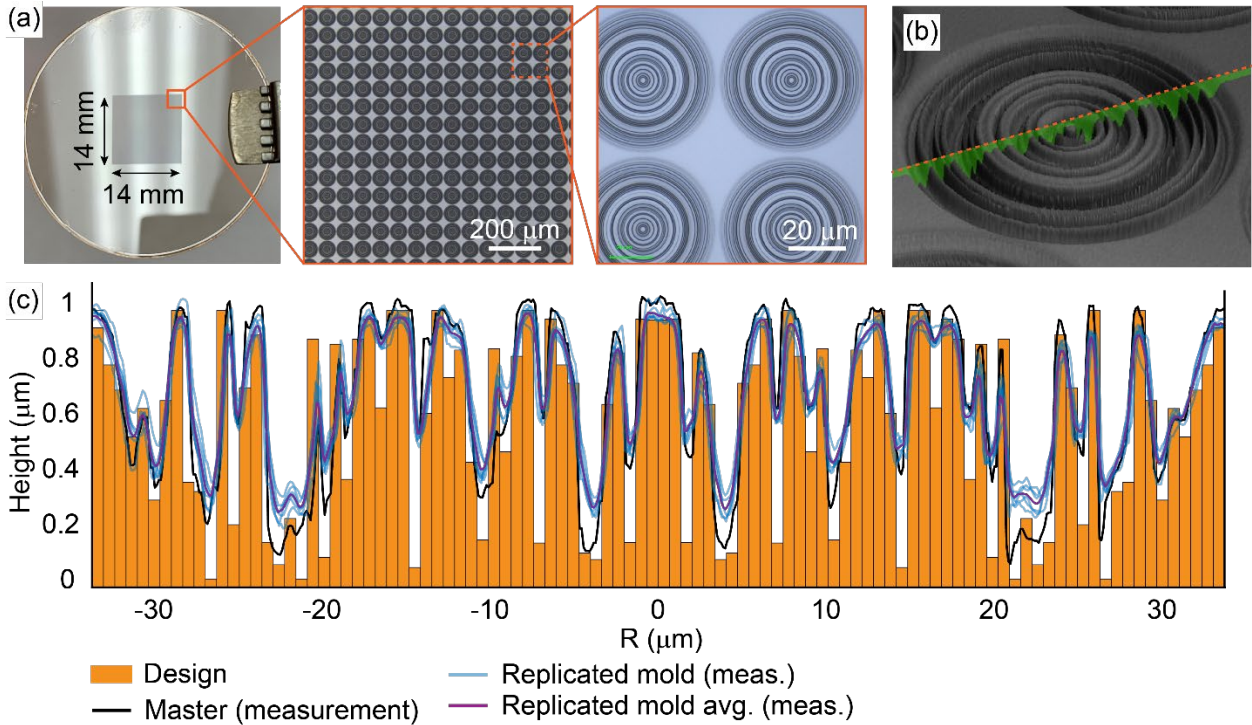 (a)
14 mm
14 mm
200 μm
20 μm
(b)
(c)
Height (μm)
1
0.8
0.6
0.4
0.2
0
-30
-20
-10
0
10
20
30
R (μm)
Design
Master (measurement)
Replicated mold (meas.)
Replicated mold avg. (meas.)